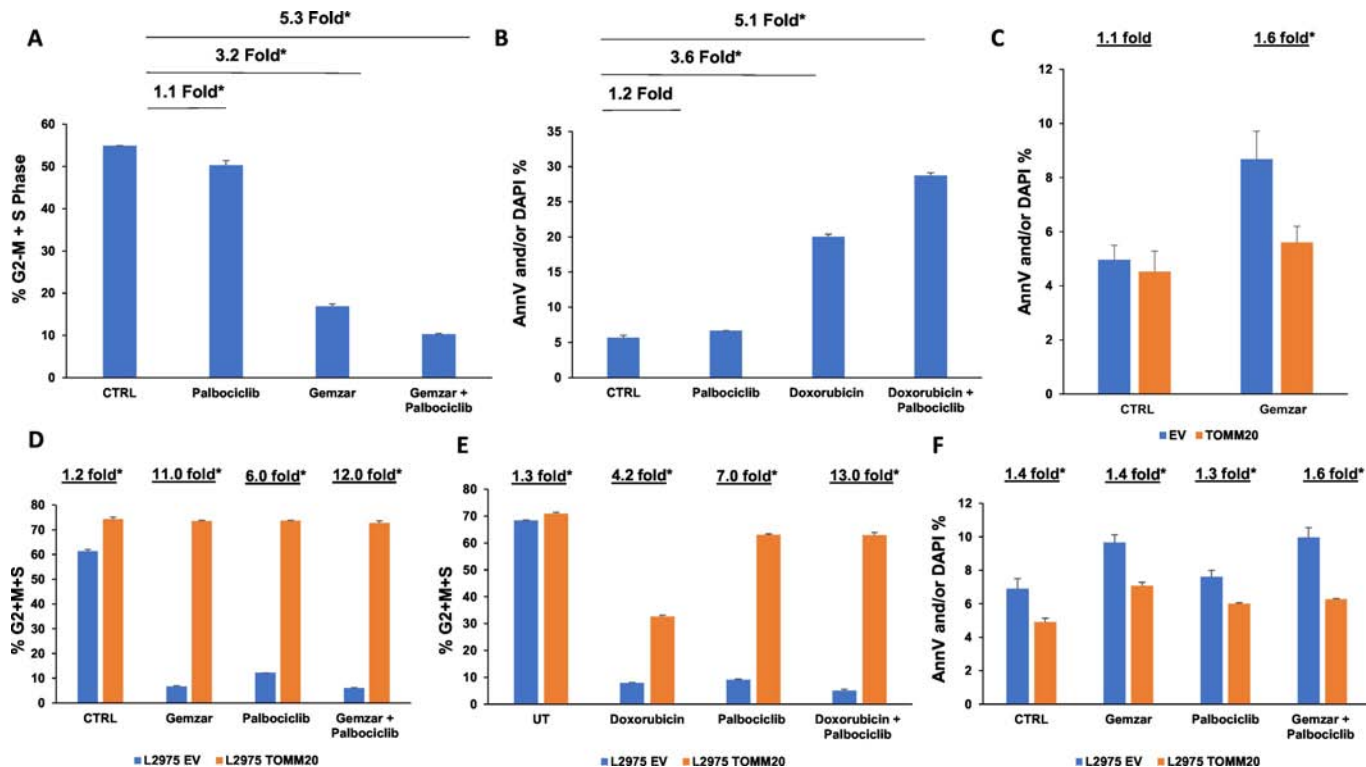 A
5.3 Fold*
3.2 Fold*
1.1 Fold*
% G2-M + S Phase
60
50
40
30
20
10
0
CTRL
Palbociclib
Gemzar
Gemzar +
Palbociclib
B
5.1 Fold*
3.6 Fold*
1.2 Fold
AnnV and/or DAPI %
35
30
25
20
15
10
5
0
CTRL
Palbociclib
Doxorubicin
Doxorubicin +
Palbociclib
C
1.1 fold
1.6 fold*
AnnV and/or DAPI %
12
10
8
6
4
2
0
CTRL
Gemzar
EV TOMM20
D
1.2 fold* 11.0 fold* 6.0 fold* 12.0 fold*
% G2+M+S
80
70
60
50
40
30
20
10
0
CTRL
Gemzar
Palbociclib
Gemzar +
Palbociclib
L2975 EV L2975 TOMM20
E
1.3 fold* 4.2 fold* 7.0 fold* 13.0 fold*
% G2+M+S
80
70
60
50
40
30
20
10
0
UT
Doxorubicin
Palbociclib
Doxorubicin +
Palbociclib
L2975 EV L2975 TOMM20
F
1.4 fold* 1.4 fold* 1.3 fold* 1.6 fold*
AnnV and/or DAPI %
12
10
8
6
4
2
0
CTRL
Gemzar
Palbociclib
Gemzar +
Palbociclib
L2975 EV L2975 TOMM20